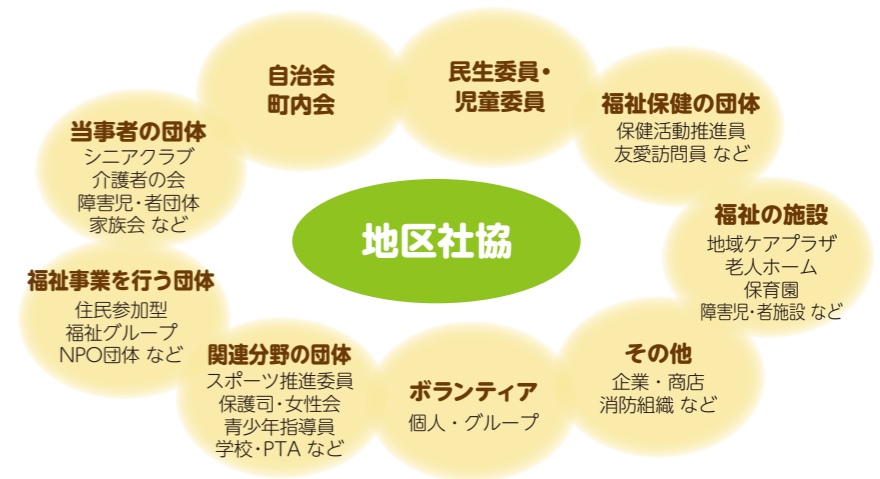 自治会
町内会
民生委員・
児童委員
福祉保健の団体
保健活動推進員
友愛訪問員 など
当事者の団体
シニアクラブ
介護者の会
障害児・者団体
家族会 など
地区社協
福祉の施設
地域ケアプラザ
老人ホーム
保育園
障害児・者施設 など
福祉事業を行う団体
住民参加型
福祉グループ
NPO団体 など
関連分野の団体
スポーツ推進委員
保護司・女性会
青少年指導員
学校・PTA など
ボランティア
個人・グループ
その他
企業・商店
消防組織 など